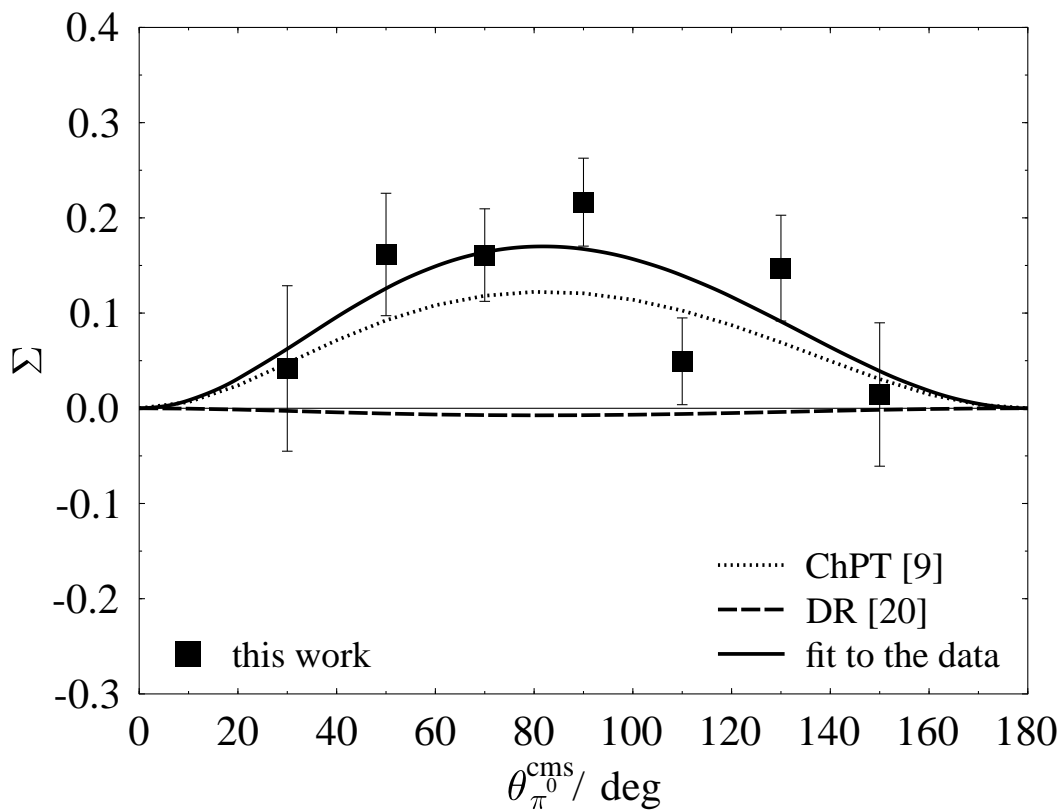 0.4
0.3
0.2
0.1
0.0
-0.1
-0.2
-0.3
Σ
ChPT [9]
DR [20]
fit to the data
this work
0 20 40 60 80 100 120 140 160 180
θ_{π^0}^{cms} / deg